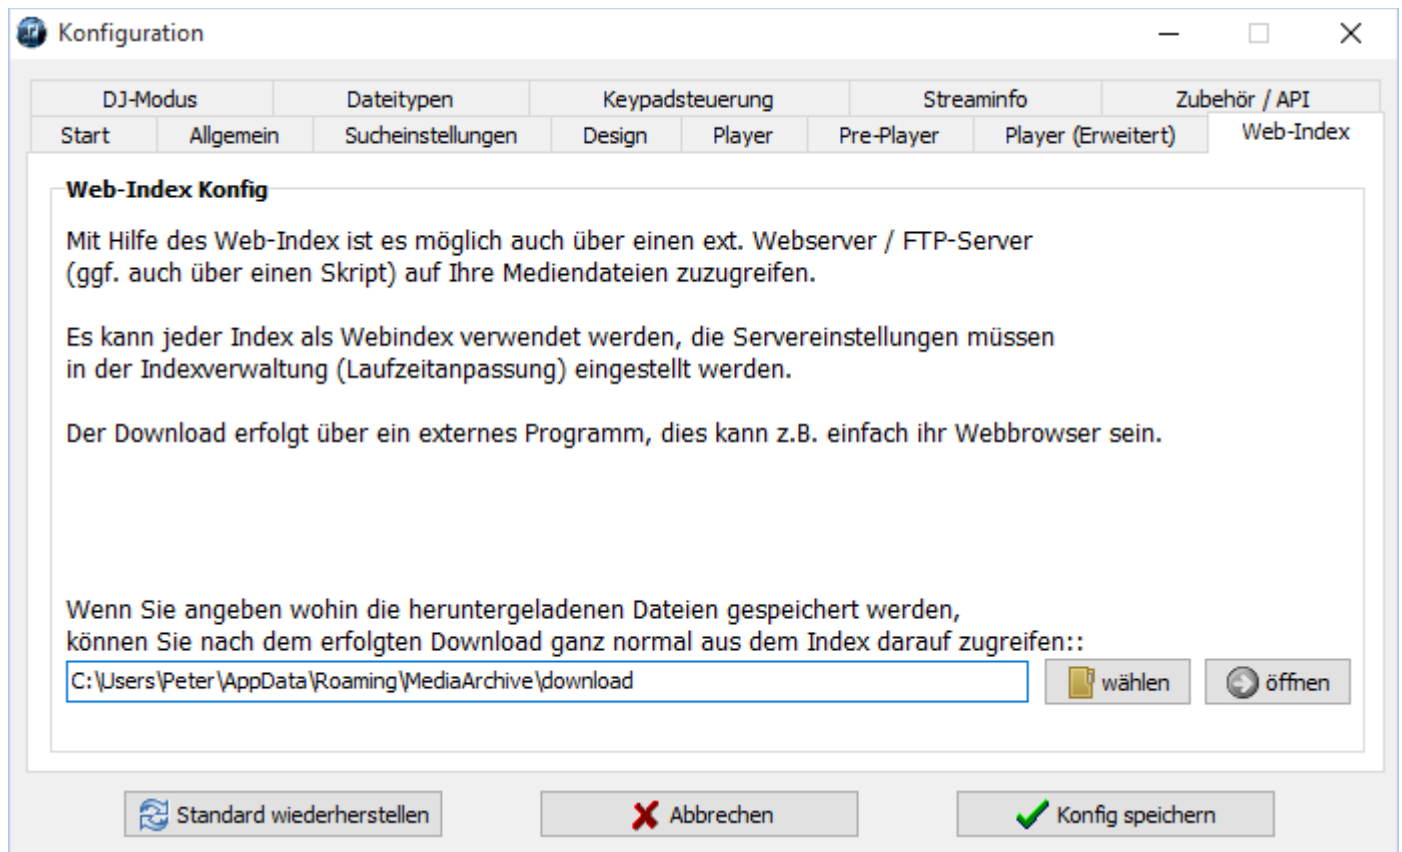 Konfiguration
DJ-Modus Dateitypen Keypadsteuerung Streaminfo Zubehör / API
Start Allgemein Sucheinstellungen Design Player Pre-Player Player (Erweitert) Web-Index
Web-Index Konfig
Mit Hilfe des Web-Index ist es möglich auch über einen ext. Webserver / FTP-Server
(ggf. auch über einen Skript) auf Ihre Mediendateien zuzugreifen.
Es kann jeder Index als Webindex verwendet werden, die Servereinstellungen müssen
in der Indexverwaltung (Laufzeitanpassung) eingestellt werden.
Der Download erfolgt über ein externes Programm, dies kann z.B. einfach ihr Webbrowser sein.
Wenn Sie angeben wohin die heruntergeladenen Dateien gespeichert werden,
können Sie nach dem erfolgten Download ganz normal aus dem Index darauf zugreifen::
C:\Users\Peter\AppData\Roaming\MediaArchive\download wählen öffnen
Standard wiederherstellen Abbrechen Konfig speichern